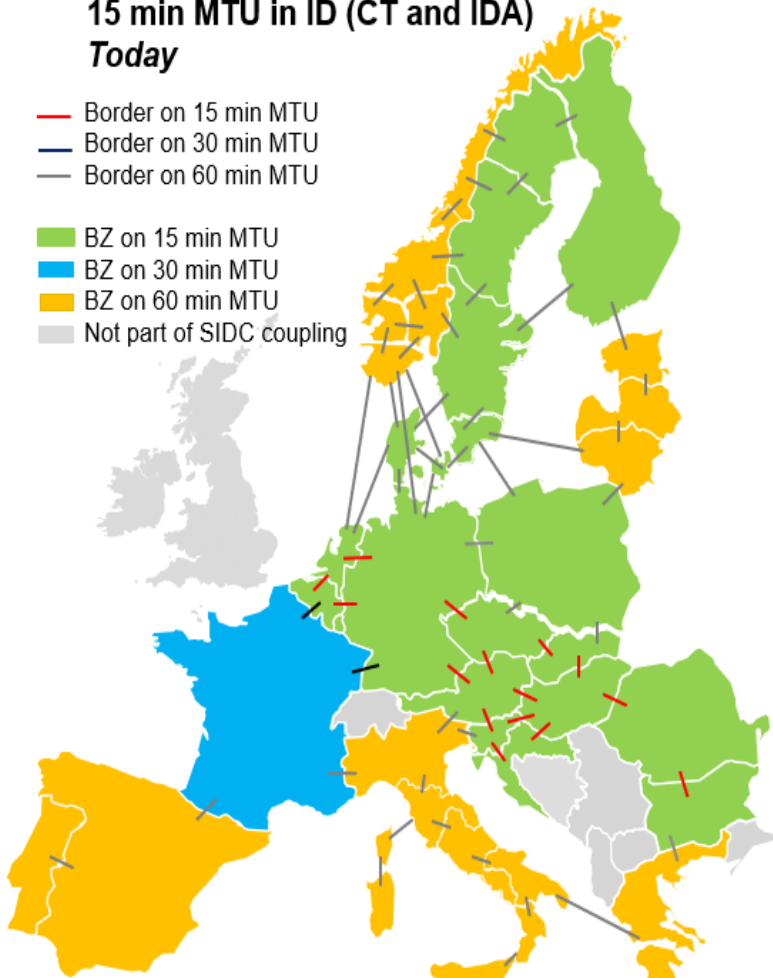 15 min MTU in ID (CT and IDA)
Today
Border on 15 min MTU
Border on 30 min MTU
Border on 60 min MTU
BZ on 15 min MTU
BZ on 30 min MTU
BZ on 60 min MTU
Not part of SIDC coupling